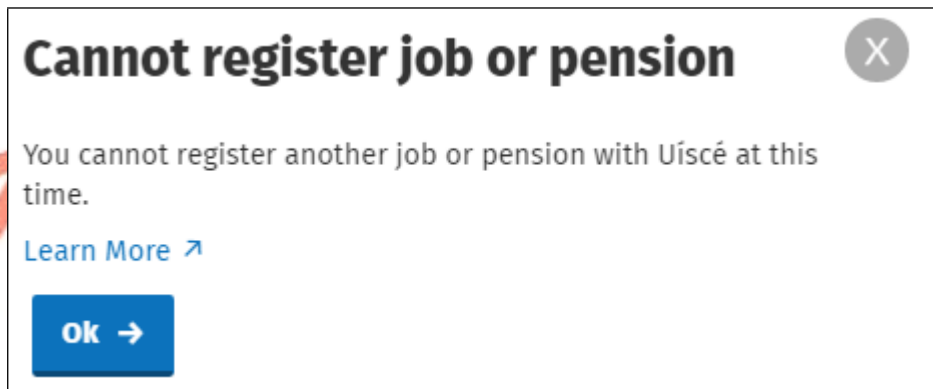 Cannot register job or pension
X
You cannot register another job or pension with Uíscé at this
time.
Learn More ↗
Ok →